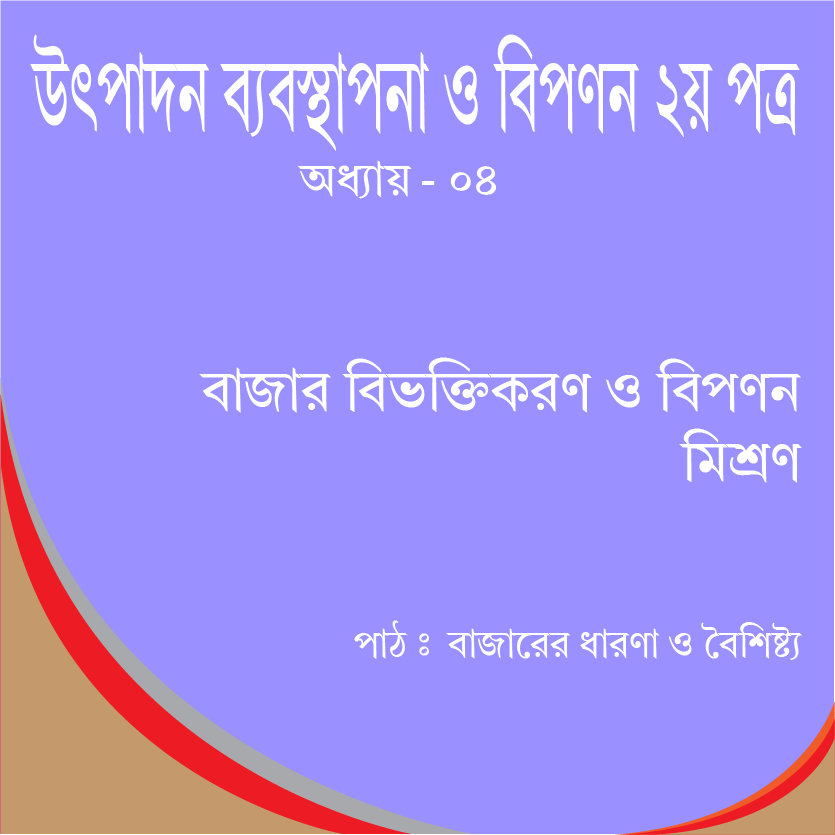 উৎপাদন ব্যবস্থাপনা ও বিপণন ২য় পত্র
অধ্যায় - ০৪
বাজার বিভক্তিকরণ ও বিপণন
মিশ্রণ
পাঠ ঃ বাজারের ধারণা ও বৈশিষ্ট্য